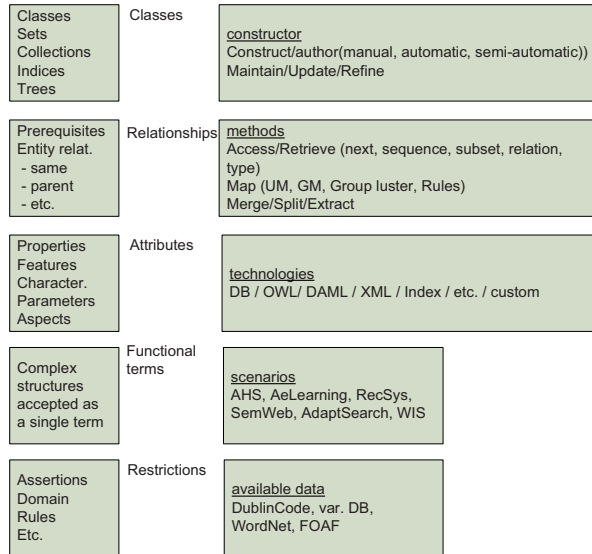 Classes
Sets
Collections
Indices
Trees
Classes
constructor
Construct/author(manual, automatic, semi-automatic))
Maintain/Update/Refine
Prerequisites
Entity relat.
- same
- parent
- etc.
Relationships
methods
Access/Retrieve (next, sequence, subset, relation,
type)
Map (UM, GM, Group luster, Rules)
Merge/Split/Extract
Properties
Features
Character.
Parameters
Aspects
Attributes
technologies
DB / OWL/ DAML / XML / Index / etc. / custom
Complex
structures
accepted as
a single term
Functional
terms
scenarios
AHS, AeLearning, RecSys,
SemWeb, AdaptSearch, WIS
Assertions
Domain
Rules
Etc.
Restrictions
available data
DublinCode, var. DB,
WordNet, FOAF